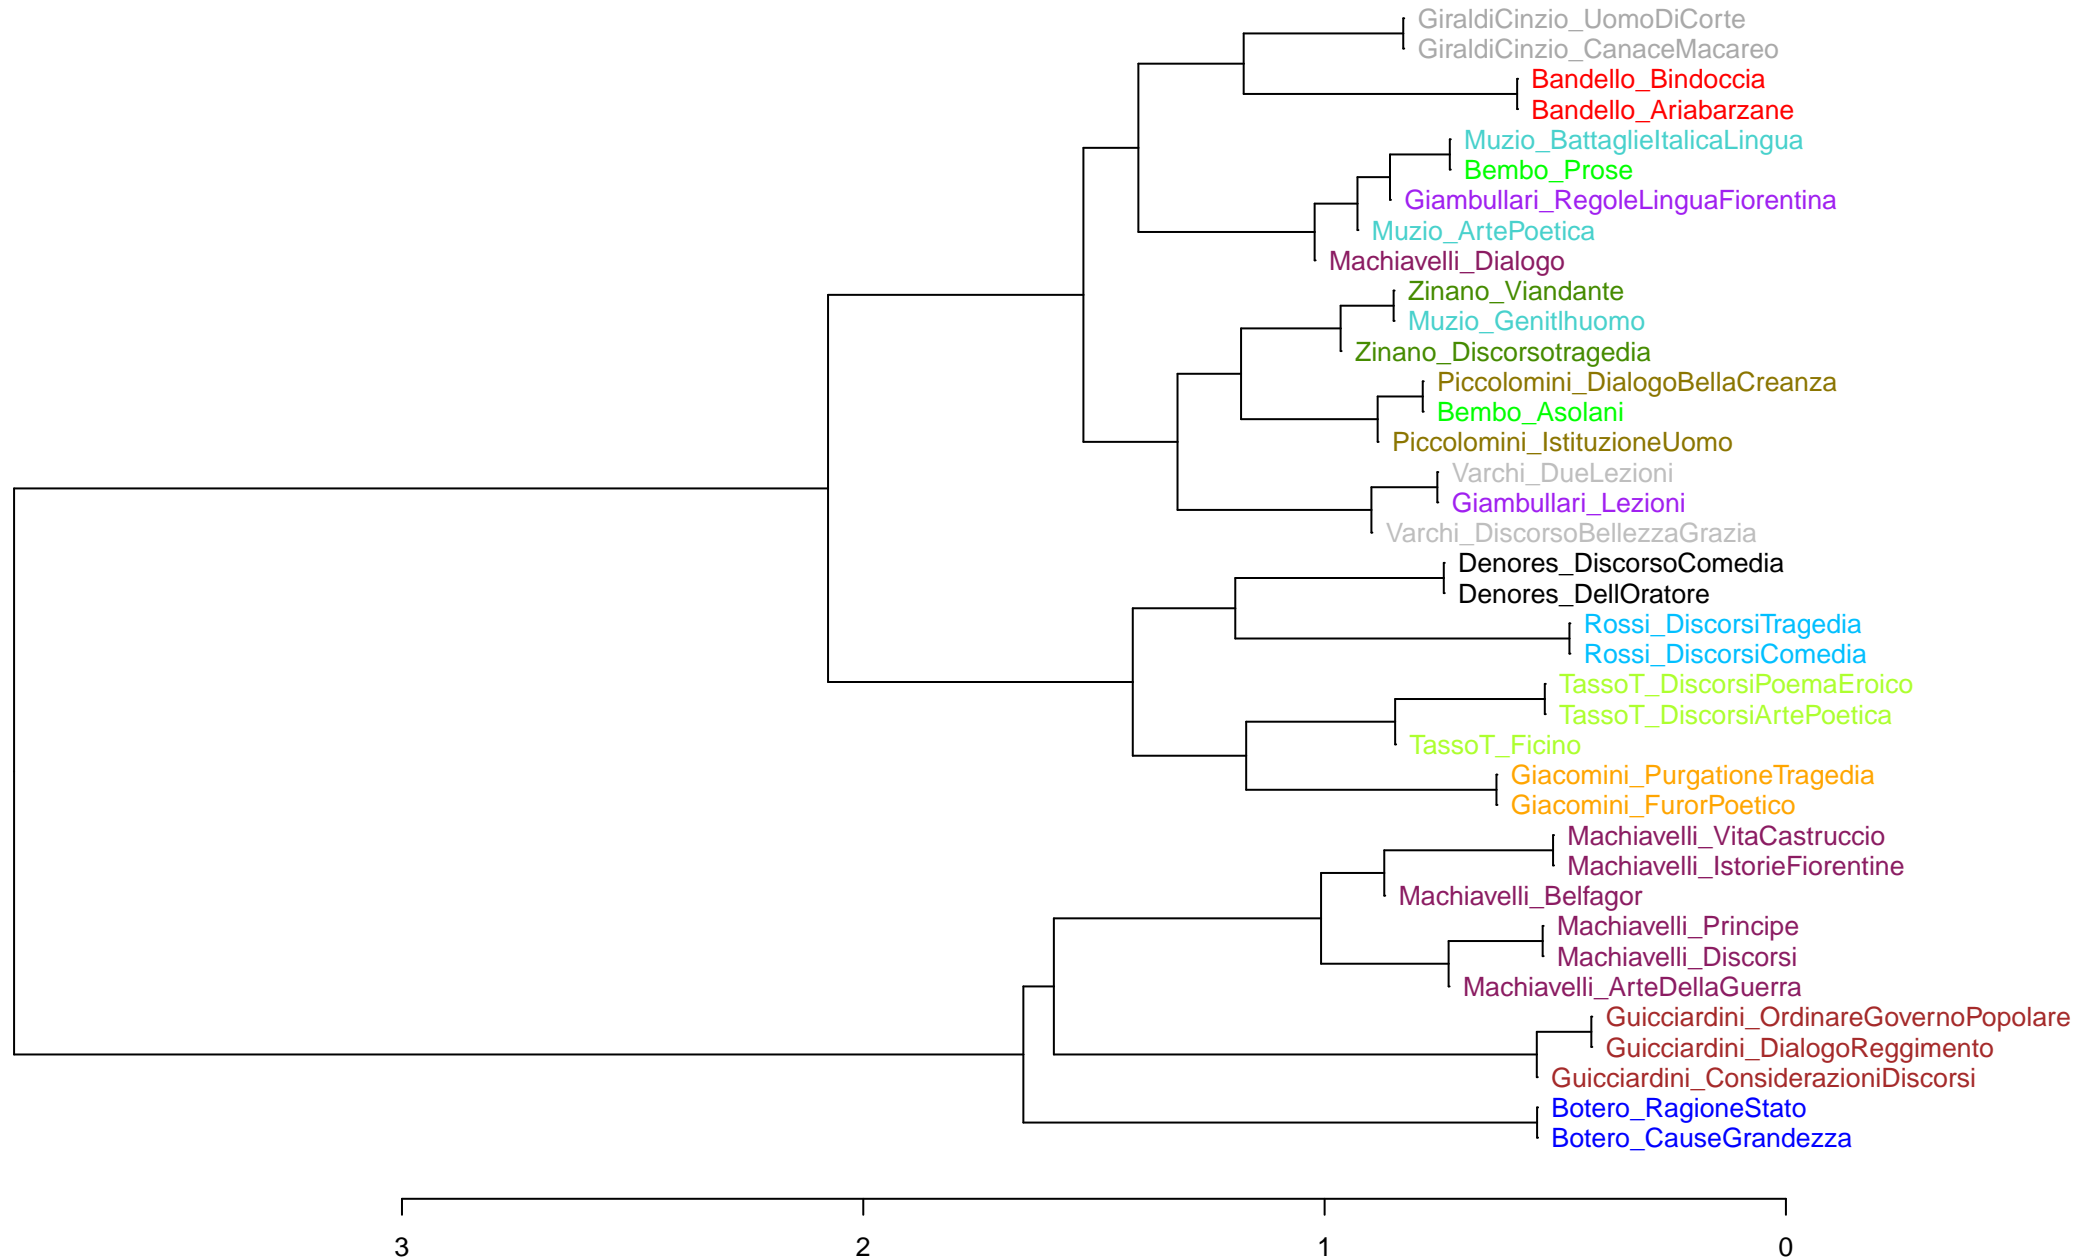 GiraldiCinzio_UomoDiCorte
GiraldiCinzio_CanaceMacareo
Bandello_Bindoccia
Bandello_Ariabarzane
Muzio_BattaglieItalicaLingua
Bembo_Prose
Giambullari_RegoleLinguaFiorentina
Muzio_ArtePoetica
Machiavelli_Dialogo
Zinano_Viandante
Muzio_Genitlhuomo
Zinano_Discorsotragedia
Piccolomini_DialogoBellaCreanza
Bembo_Asolani
Piccolomini_IstituzioneUomo
Varchi_DueLezioni
Giambullari_Lezioni
Varchi_DiscorsoBellezzaGrazia
Denores_DiscorsoComedia
Denores_DellOratore
Rossi_DiscorsiTragedia
Rossi_DiscorsiComedia
TassoT_DiscorsiPoemaEroico
TassoT_DiscorsiArtePoetica
TassoT_Ficino
Giacomini_PurgationeTragedia
Giacomini_FurorPoetico
Machiavelli_VitaCastruccio
Machiavelli_IstorieFiorentine
Machiavelli_Belfagor
Machiavelli_Principe
Machiavelli_Discorsi
Machiavelli_ArteDellaGuerra
Guicciardini_OrdinareGovernoPopolare
Guicciardini_DialogoReggimento
Guicciardini_ConsiderazioniDiscorsi
Botero_RagioneStato
Botero_CauseGrandezza
3 2 1 0